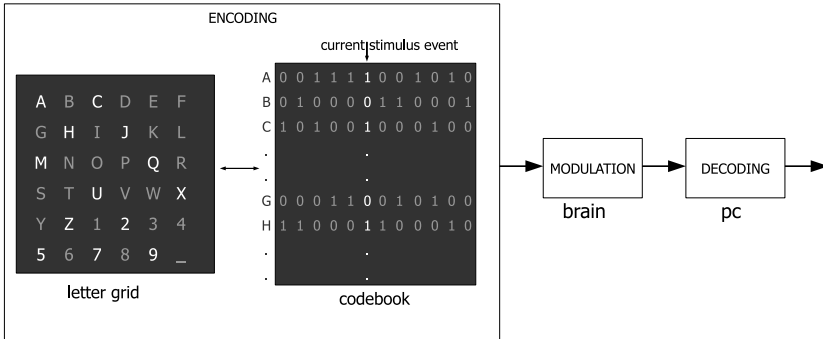 ENCODING
current stimulus event
A B C D E F
G H I J K L
M N O P Q R
S T U V W X
Y Z 1 2 3 4
5 6 7 8 9 _
letter grid
A 0 0 1 1 1 1 0 0 1 0 1 0
B 0 1 0 0 0 0 1 1 0 0 0 1
C 1 0 1 0 0 1 0 0 0 1 0 0
. .
. .
G 0 0 0 1 1 0 0 1 0 1 0 0
H 1 1 0 0 0 1 1 0 0 0 1 0
. .
. .
codebook
MODULATION
brain
DECODING
pc